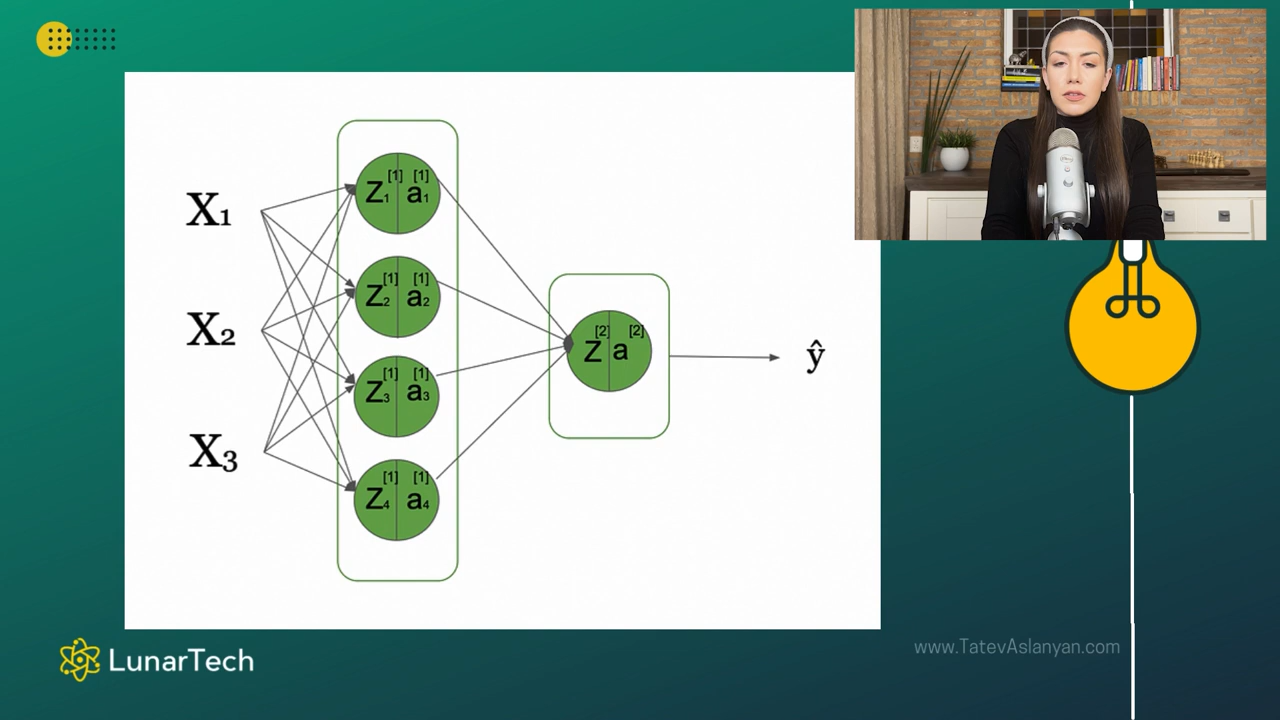 X₁
X₂
X₃
Z₁[1] a₁[1]
Z₂[1] a₂[1]
Z₃[1] a₃[1]
Z₄[1] a₄[1]
Z[2] a[2]
ŷ
LunarTech
www.TatevAslanyan.com